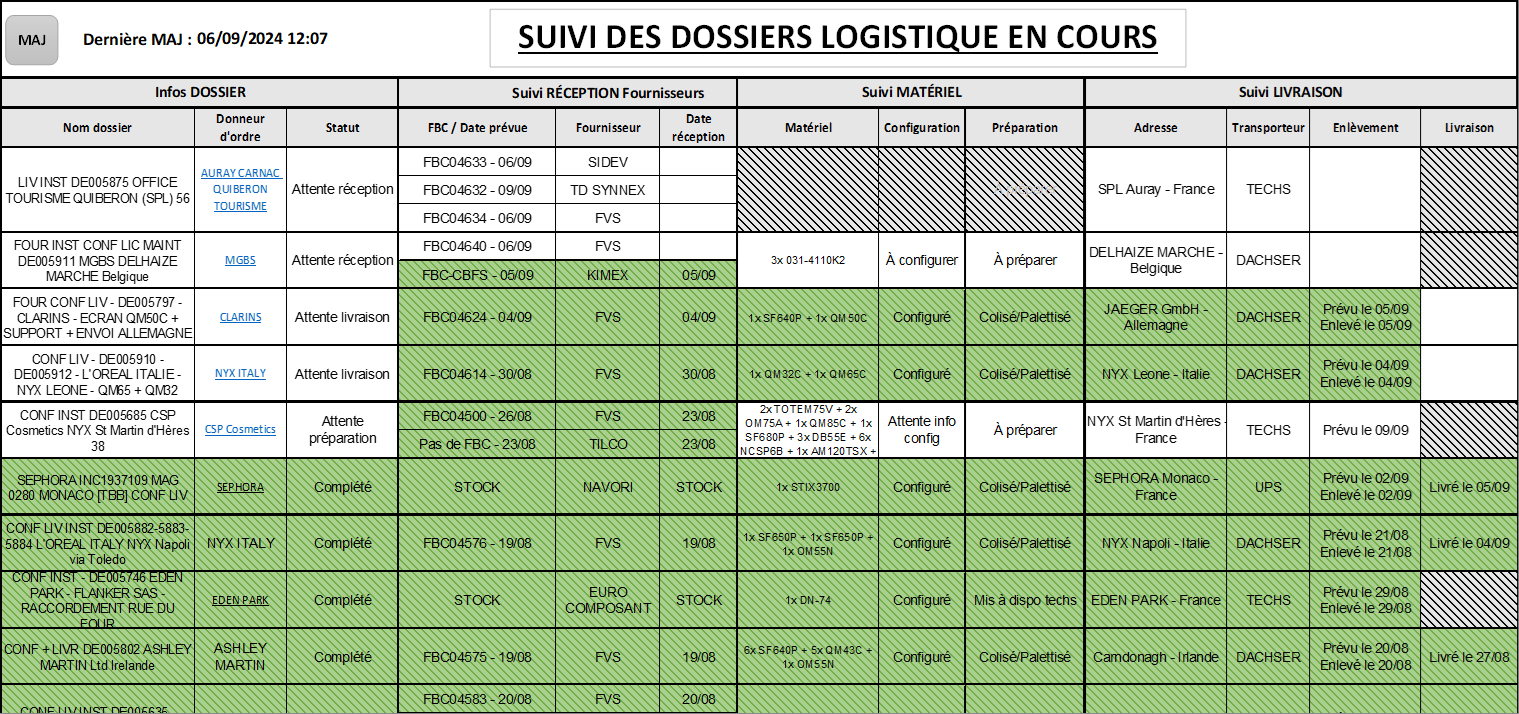 MAJ
Dernière MAJ : 06/09/2024 12:07
SUIVI DES DOSSIERS LOGISTIQUE EN COURS
Infos DOSSIER
Suivi RÉCEPTION Fournisseurs
Suivi MATÉRIEL
Suivi LIVRAISON
Nom dossier
Donneur
d'ordre
Statut
FBC / Date prévue
Fournisseur
Date
réception
Matériel
Configuration
Préparation
Adresse
Transporteur
Enlèvement
Livraison
LIV INST DE005875 OFFICE
TOURISME QUIBERON (SPL) 56
AURAY CARNAC
QUIBERON
TOURISME
Attente réception
FBC04633 - 06/09
SIDEV
FBC04632 - 09/09
TD SYNNEX
FBC04634 - 06/09
FVS
SPL Auray - France
TECHS
FOUR INST CONF LIC MAINT
DE005911 MGBS DELHAIZE
MARCHE Belgique
MGBS
Attente réception
FBC04640 - 06/09
FVS
FBC-CBFS - 05/09
KIMEX
05/09
3x 031-4110K2
À configurer
À préparer
DELHAIZE MARCHE -
Belgique
DACHSER
FOUR CONF LIV - DE005797 -
CLARINS - ECRAN QM50C +
SUPPORT + ENVOI ALLEMAGNE
CLARINS
Attente livraison
FBC04624 - 04/09
FVS
04/09
1x SF640P + 1x QM50C
Configuré
Colisé/Palettisé
JAEGER GmbH -
Allemagne
DACHSER
Prévu le 05/09
Enlevé le 05/09
CONF LIV - DE005910 -
DE005912 - L'OREAL ITALIE -
NYX LEONE - QM65 + QM32
NYX ITALY
Attente livraison
FBC04614 - 30/08
FVS
30/08
1x QM32C + 1x QM65C
Configuré
Colisé/Palettisé
NYX Leone - Italie
DACHSER
Prévu le 04/09
Enlevé le 04/09
CONF INST DE005685 CSP
Cosmetics NYX St Martin d'Hères
38
CSP Cosmetics
Attente
préparation
FBC04500 - 26/08
FVS
23/08
Pas de FBC - 23/08
TILCO
23/08
2x TOTEM75V + 2x
OM75A + 1x QM85C + 1x
SF680P + 3x DB55E + 6x
NCSP6B + 1x AM120TSX +
Attente info
config
À préparer
NYX St Martin d'Hères -
France
TECHS
Prévu le 09/09
SEPHORA INC1937109 MAG
0280 MONACO [TBB] CONF LIV
SEPHORA
Complété
STOCK
NAVORI
STOCK
1x STIX3700
Configuré
Colisé/Palettisé
SEPHORA Monaco -
France
UPS
Prévu le 02/09
Enlevé le 02/09
Livré le 05/09
CONF LIV INST DE005882-5883-
5884 L'OREAL ITALY NYX Napoli
via Toledo
NYX ITALY
Complété
FBC04576 - 19/08
FVS
19/08
1x SF650P + 1x SF650P +
1x OM55N
Configuré
Colisé/Palettisé
NYX Napoli - Italie
DACHSER
Prévu le 21/08
Enlevé le 21/08
Livré le 04/09
CONF INST - DE005746 EDEN
PARK - FLANKER SAS -
RACCORDEMENT RUE DU
FOUR
EDEN PARK
Complété
STOCK
EURO
COMPOSANT
STOCK
1x DN-74
Configuré
Mis à dispo techs
EDEN PARK - France
TECHS
Prévu le 29/08
Enlevé le 29/08
CONF + LIVR DE005802 ASHLEY
MARTIN Ltd Irelande
ASHLEY
MARTIN
Complété
FBC04575 - 19/08
FVS
19/08
6x SF640P + 5x QM43C +
1x OM55N
Configuré
Colisé/Palettisé
Carndonagh - Irlande
DACHSER
Prévu le 20/08
Enlevé le 20/08
Livré le 27/08
CONF LIV INST DE005635
FBC04583 - 20/08
FVS
20/08